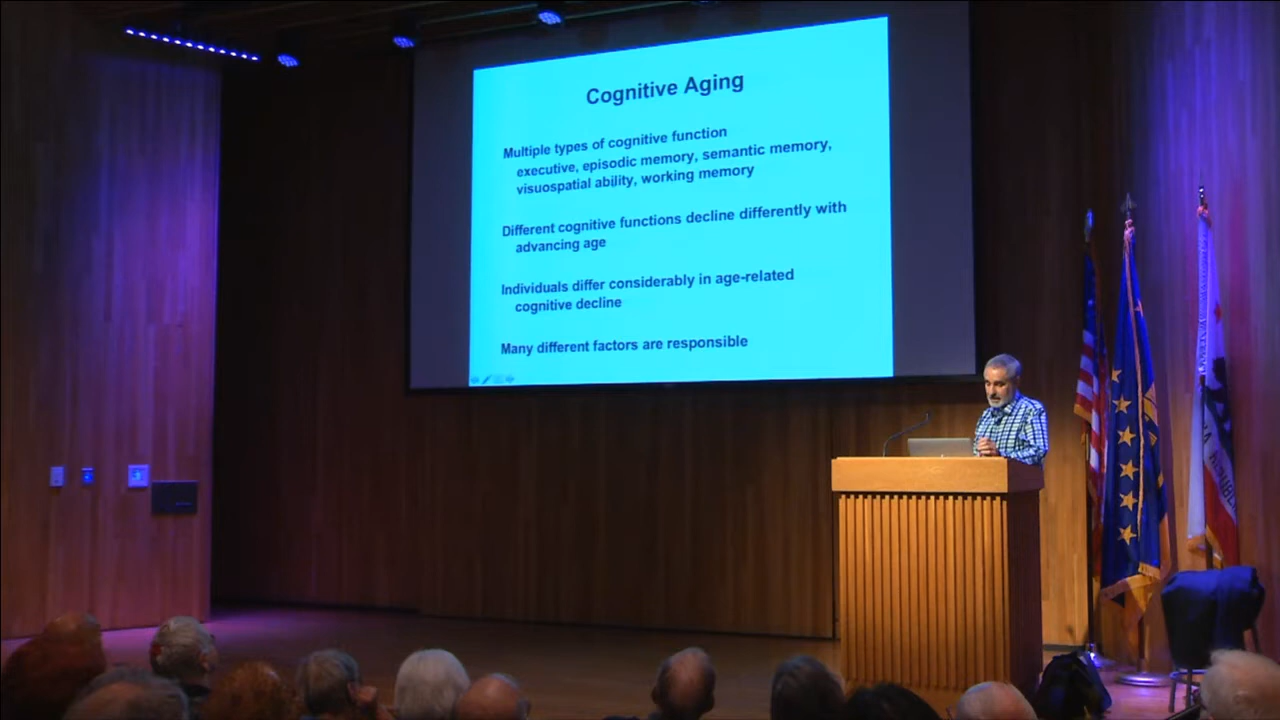 Cognitive Aging
Multiple types of cognitive function
executive, episodic memory, semantic memory,
visuospatial ability, working memory
Different cognitive functions decline differently with
advancing age
Individuals differ considerably in age-related
cognitive decline
Many different factors are responsible